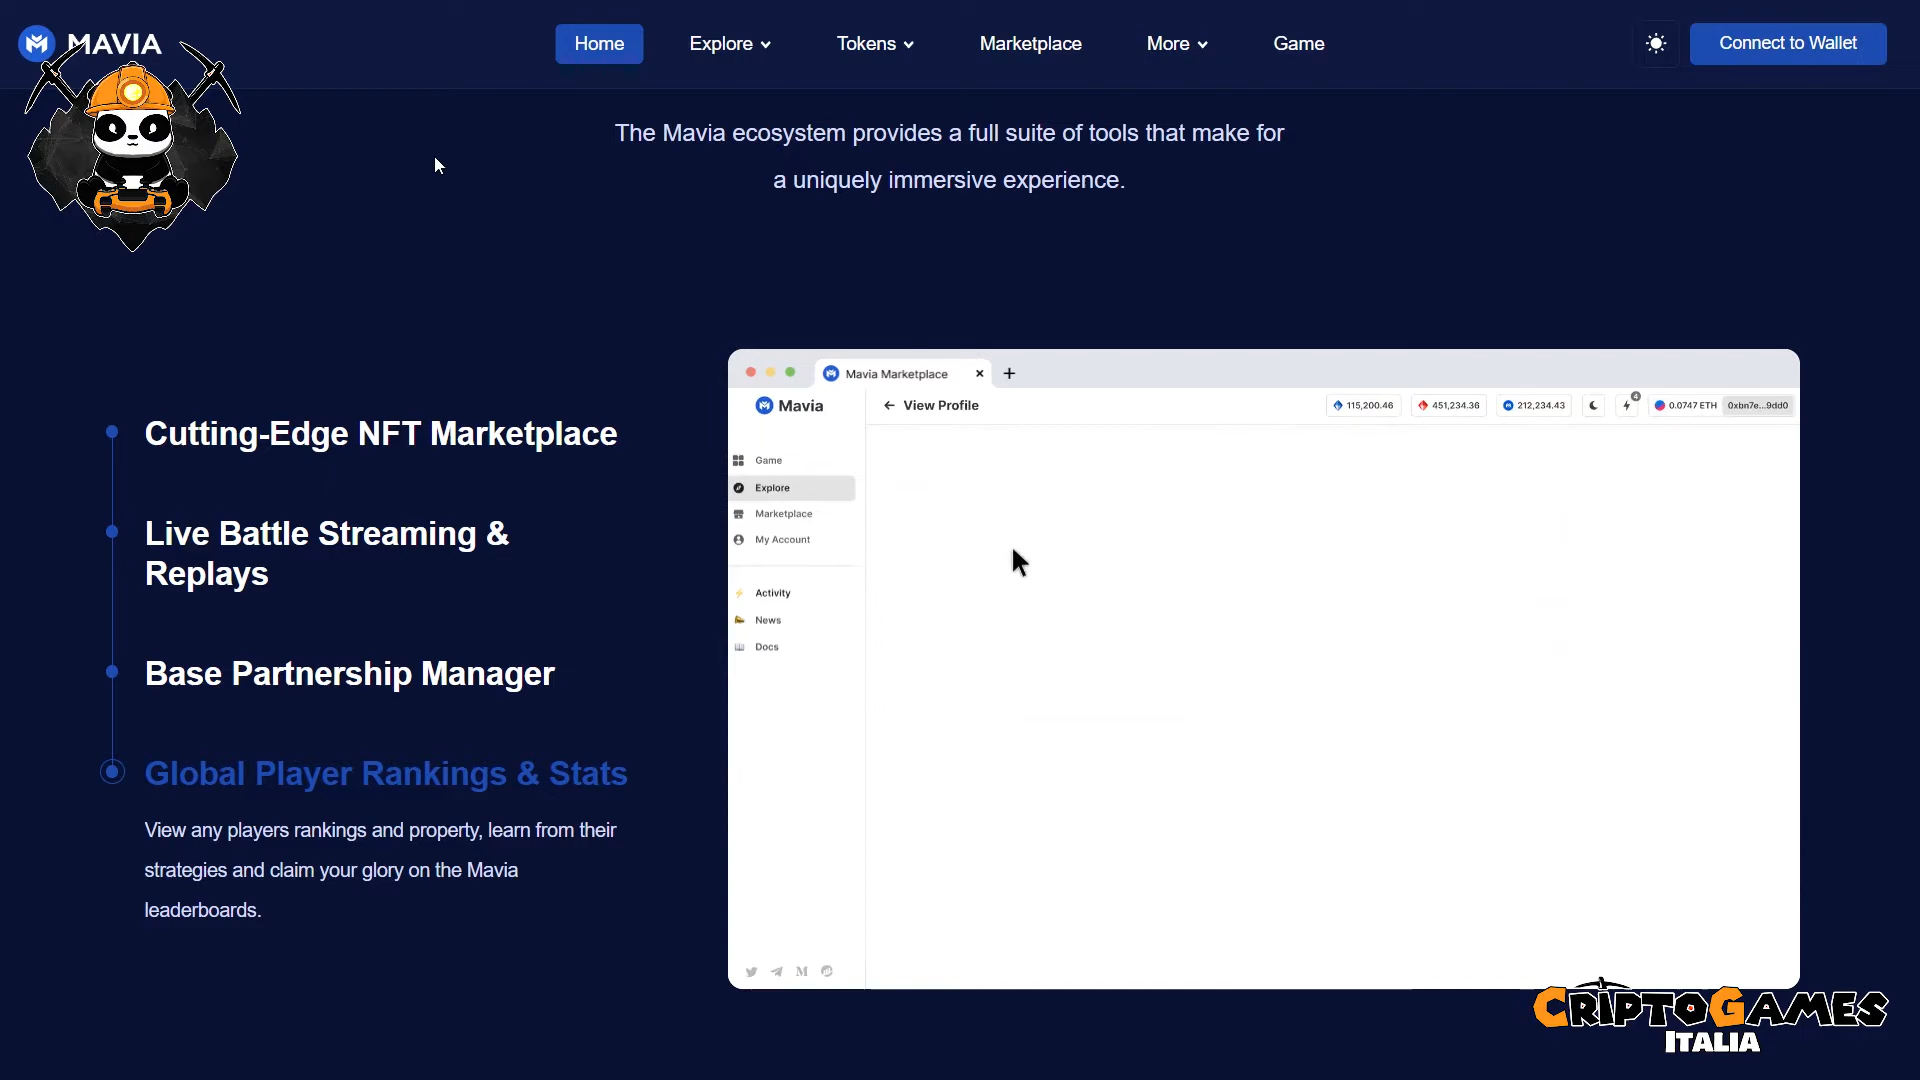 MAVIA
Home
Explore
Tokens
Marketplace
More
Game
Connect to Wallet
The Mavia ecosystem provides a full suite of tools that make for
a uniquely immersive experience.
Cutting-Edge NFT Marketplace
Live Battle Streaming &
Replays
Base Partnership Manager
Global Player Rankings & Stats
View any players rankings and property, learn from their
strategies and claim your glory on the Mavia
leaderboards.
Mavia Marketplace
Mavia
View Profile
115,200.46
451,234.36
212,234.43
4
0.0747 ETH
0xbn7e...9dd0
Game
Explore
Marketplace
My Account
Activity
News
Docs
CRIPTOGAMES
ITALIA